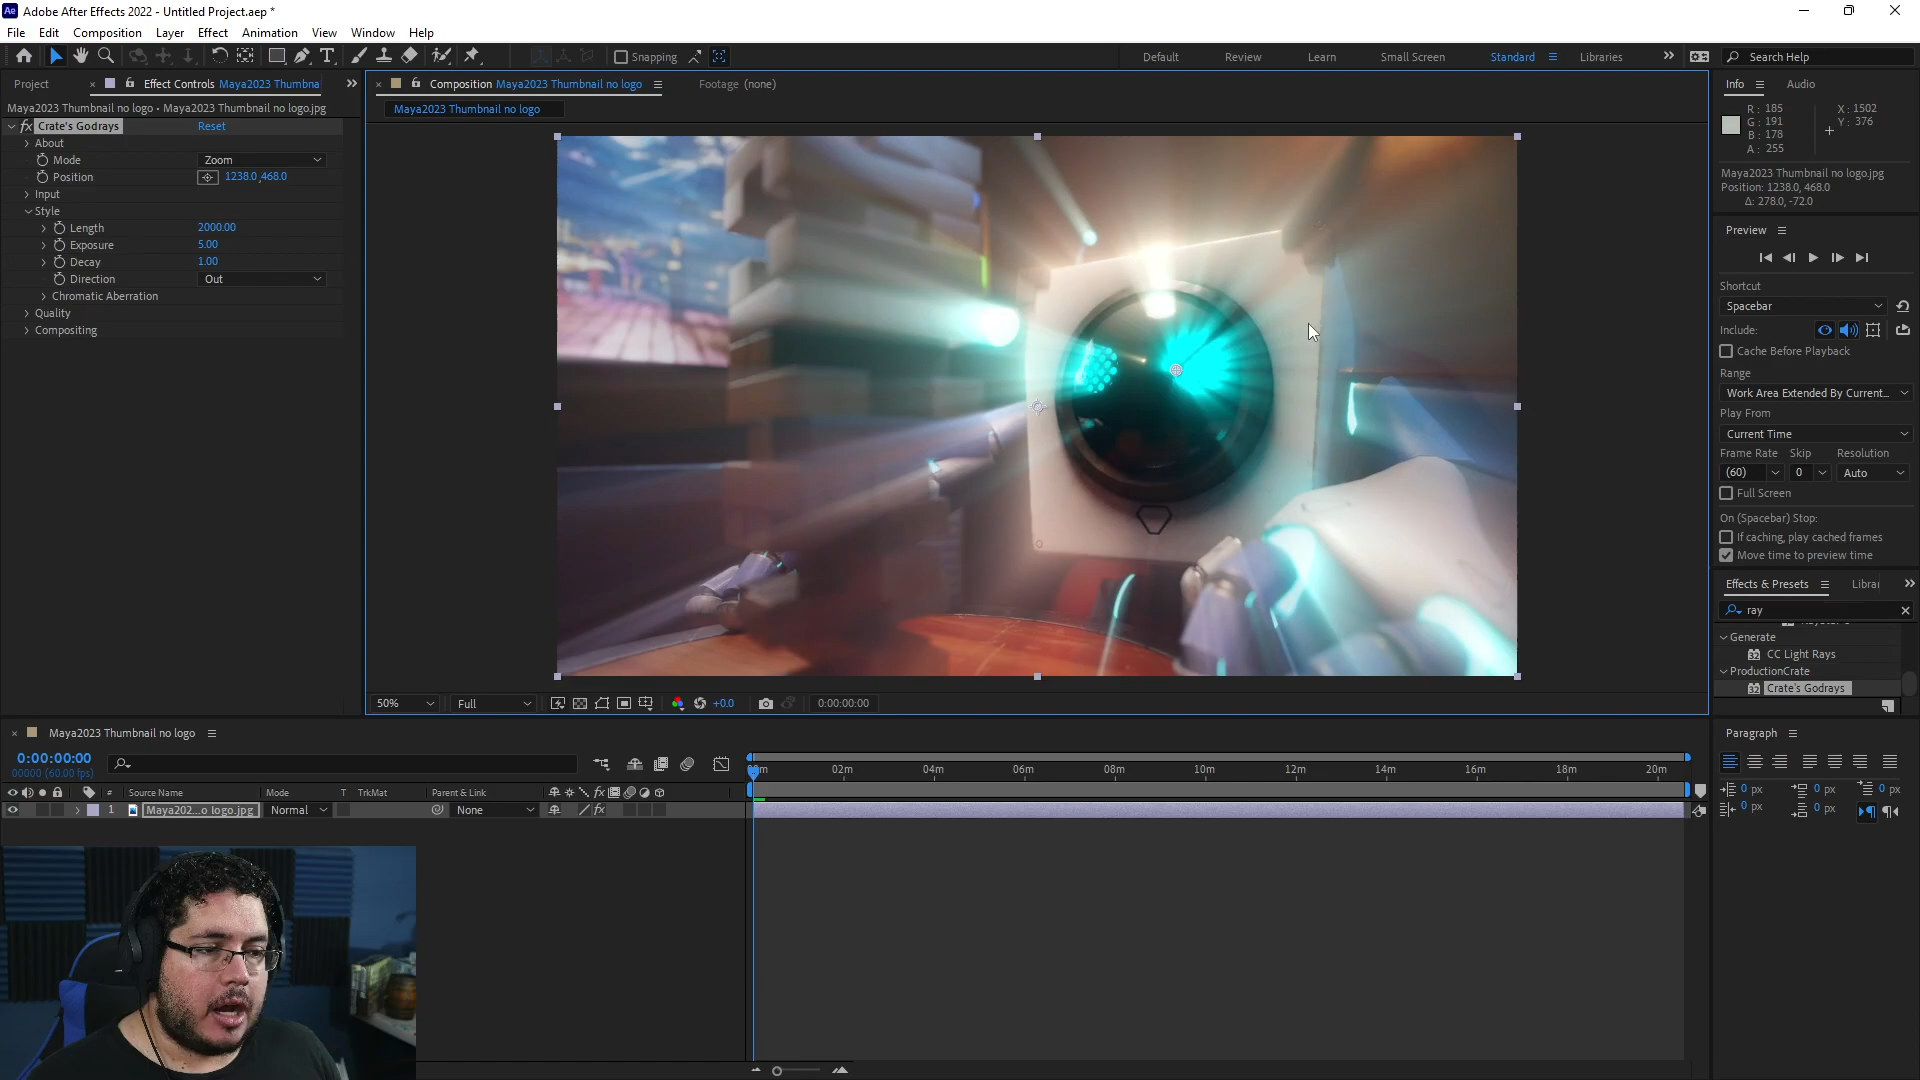 Adobe After Effects 2022 - Untitled Project.aep *
File Edit Composition Layer Effect Animation View Window Help
Snapping
Default Review Learn Small Screen Standard Libraries
Search Help
Project
Effect Controls Maya2023 Thumbna
Maya2023 Thumbnail no logo • Maya2023 Thumbnail no logo.jpg
fx Crate's Godrays Reset
About
Mode Zoom
Position 1238.0,468.0
Input
Style
Length 2000.00
Exposure 5.00
Decay 1.00
Direction Out
Chromatic Aberration
Quality
Compositing
Composition Maya2023 Thumbnail no logo
Footage (none)
Maya2023 Thumbnail no logo
50% Full +0.0 0:00:00:00
Info Audio
R: 185 X: 1502
G: 191 Y: 376
B: 178
A: 255
Maya2023 Thumbnail no logo.jpg
Position: 1238.0, 468.0
Δ: 278.0, -72.0
Preview
Shortcut
Spacebar
Include:
Cache Before Playback
Range
Work Area Extended By Current...
Play From
Current Time
Frame Rate Skip Resolution
(60) 0 Auto
Full Screen
On (Spacebar) Stop:
If caching, play cached frames
Move time to preview time
Effects & Presets Librar
ray
Generate
CC Light Rays
ProductionCrate
Crate's Godrays
Paragraph
0 px 0 px 0 px
0 px 0 px
Maya2023 Thumbnail no logo
0:00:00:00
00000 (60.00 fps)
# Source Name Mode T TrkMat Parent & Link
1 Maya202...o logo.jpg Normal None
02m 04m 06m 08m 10m 12m 14m 16m 18m 20m